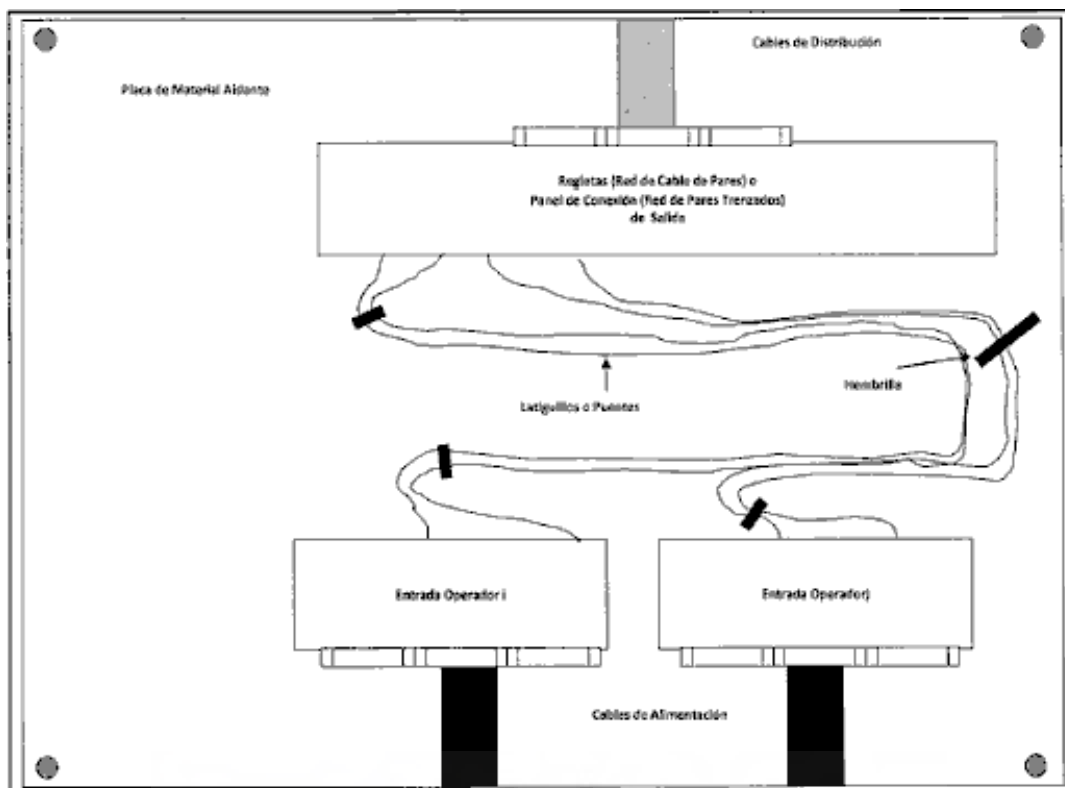 Cables de Distribución
Placa de Material Aislante
Regletas (Red de Cable de Pares) o
Panel de Conexión (Red de Pares Trenzados)
de Salida
Hembrilla
Latiguillos o Puentes
Entrada Operador i
Entrada Operador j
Cables de Alimentación